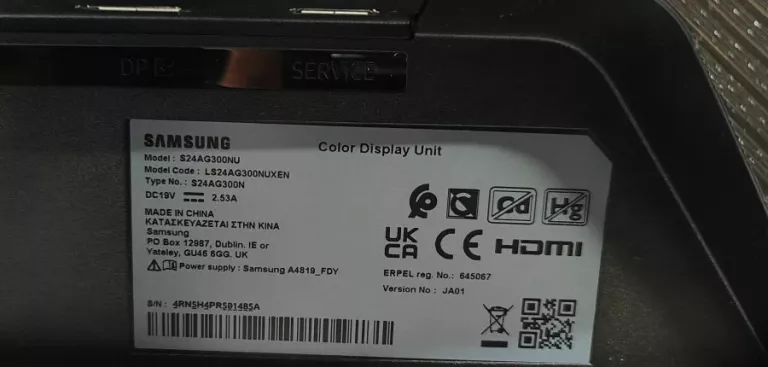 DP
SERVICE
SAMSUNG
Color Display Unit
Model : S24AG300NU
Model Code : LS24AG300NUXEN
Type No. : S24AG300N
DC19V ⎓ 2.53A
MADE IN CHINA
ΚΑΤΑΣΚΕΥΑΖΕΤΑΙ ΣΤΗΝ ΚΙΝΑ
Samsung
PO Box 12987, Dublin. IE or
Yateley, GU46 6GG. UK
Power supply : Samsung A4819_FDY
S/N : 4RN5H4PR501485A
Cd
Hg
UK
CA
CE
HDMI
ERPEL reg. No.: 645067
Version No : JA01